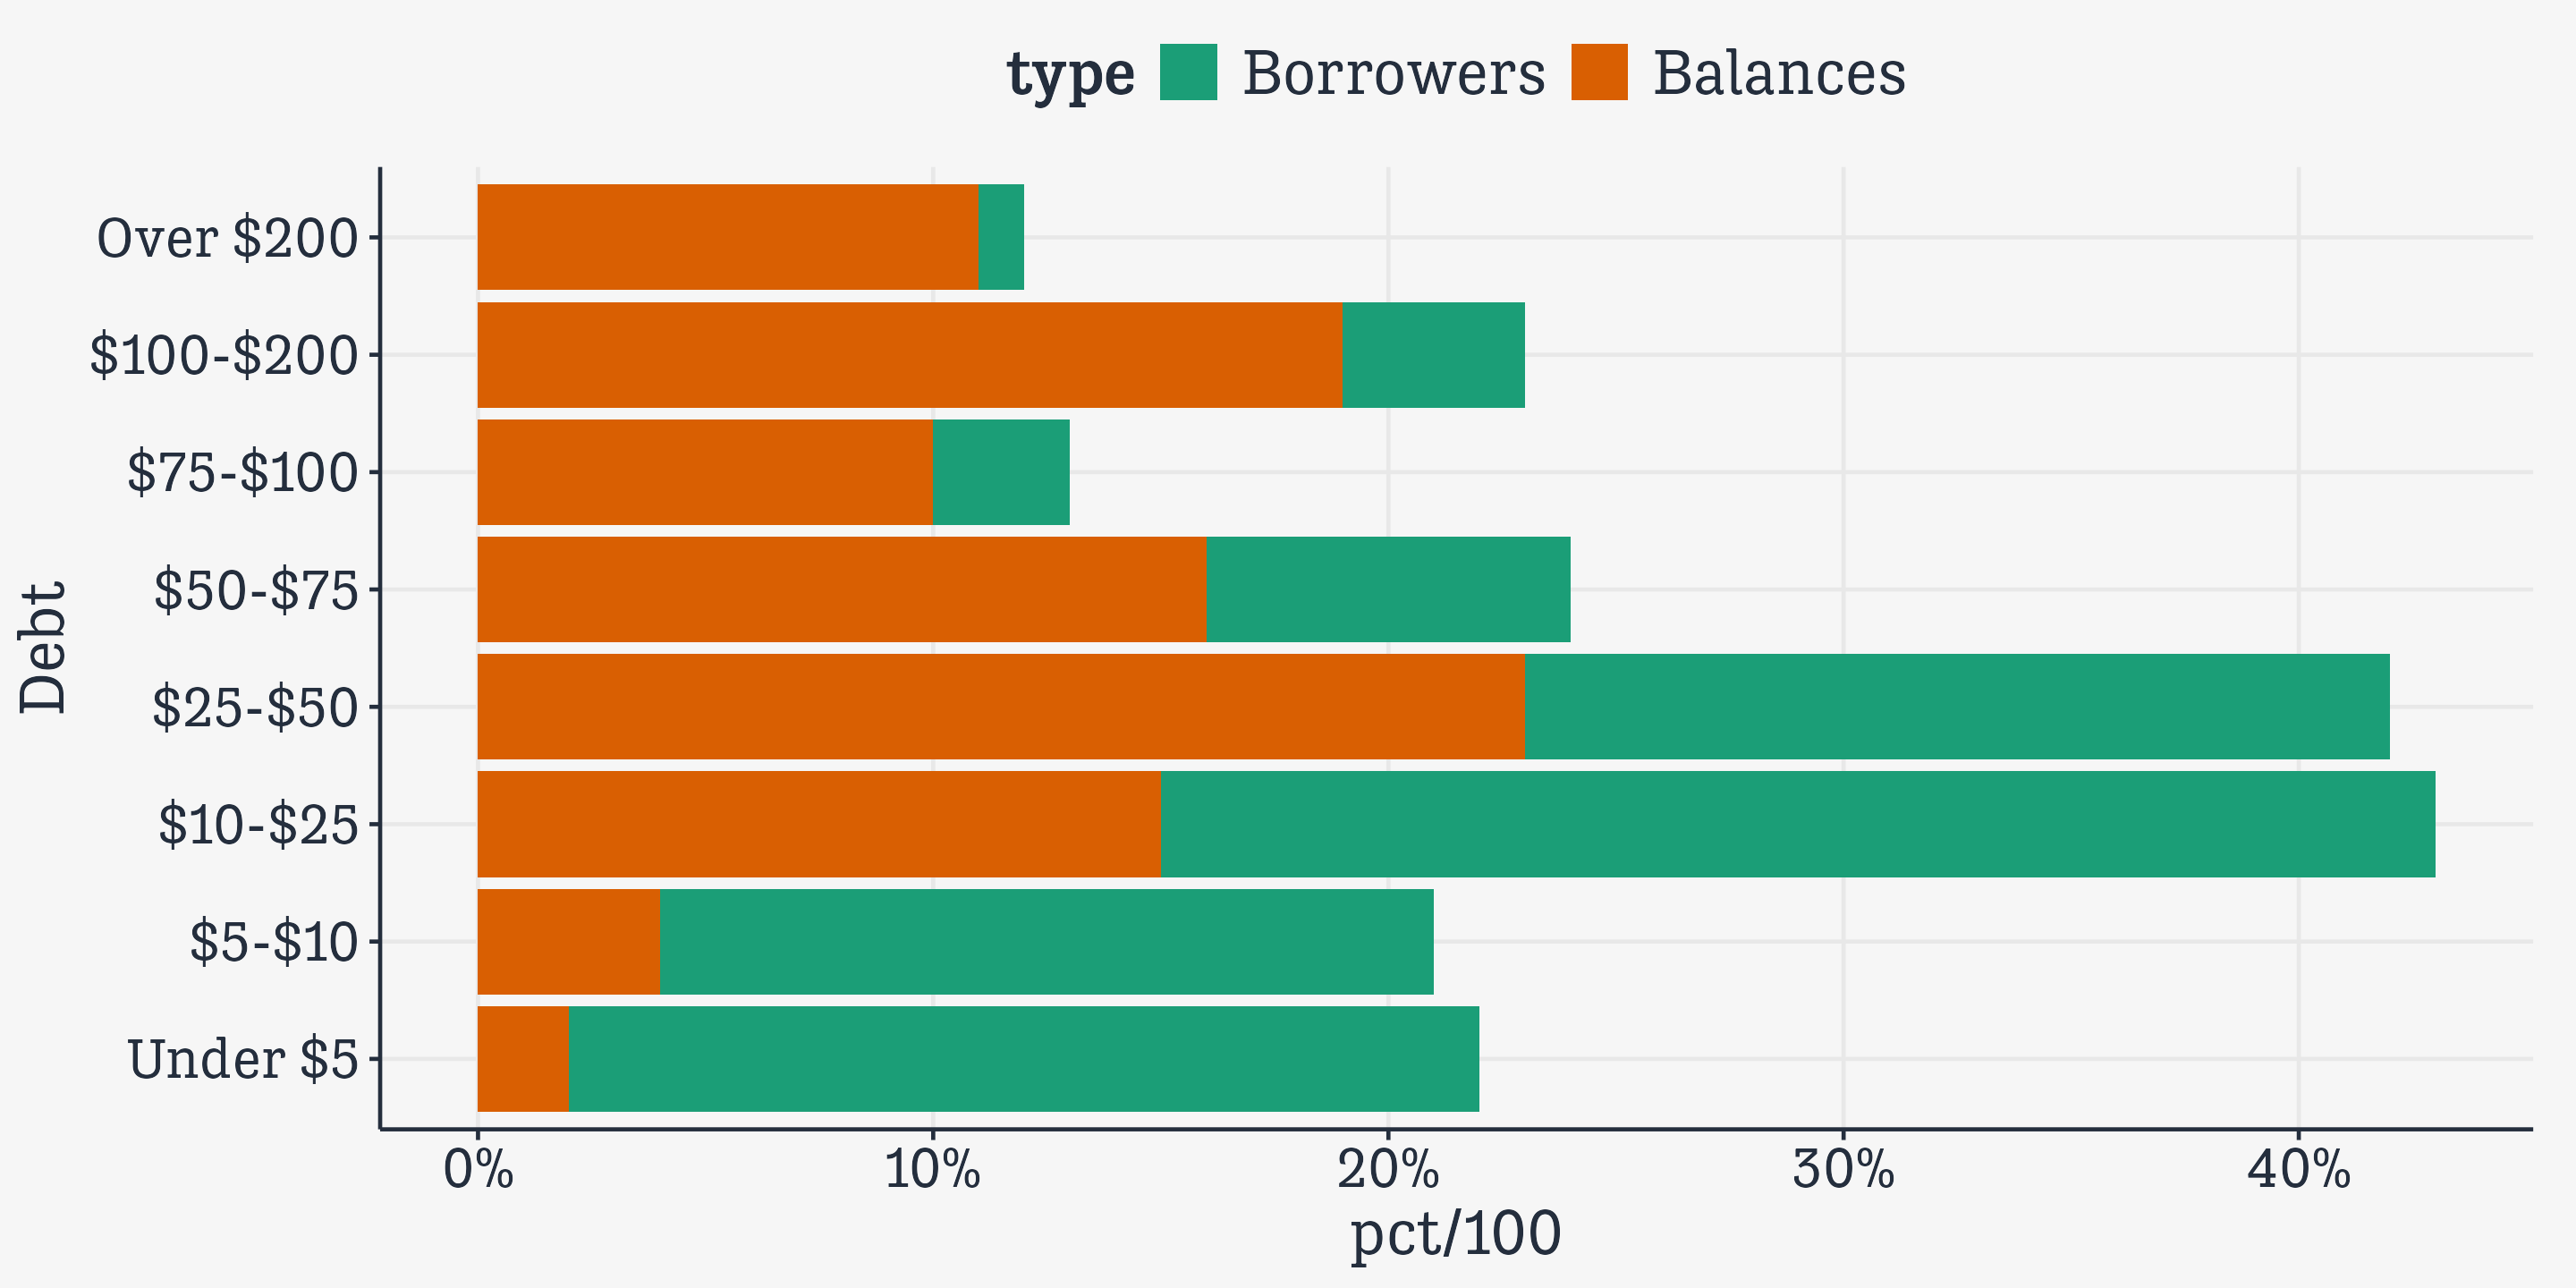 type Borrowers Balances
Over $200
$100-$200
$75-$100
$50-$75
$25-$50
$10-$25
$5-$10
Under $5
Debt
0% 10% 20% 30% 40%
pct/100